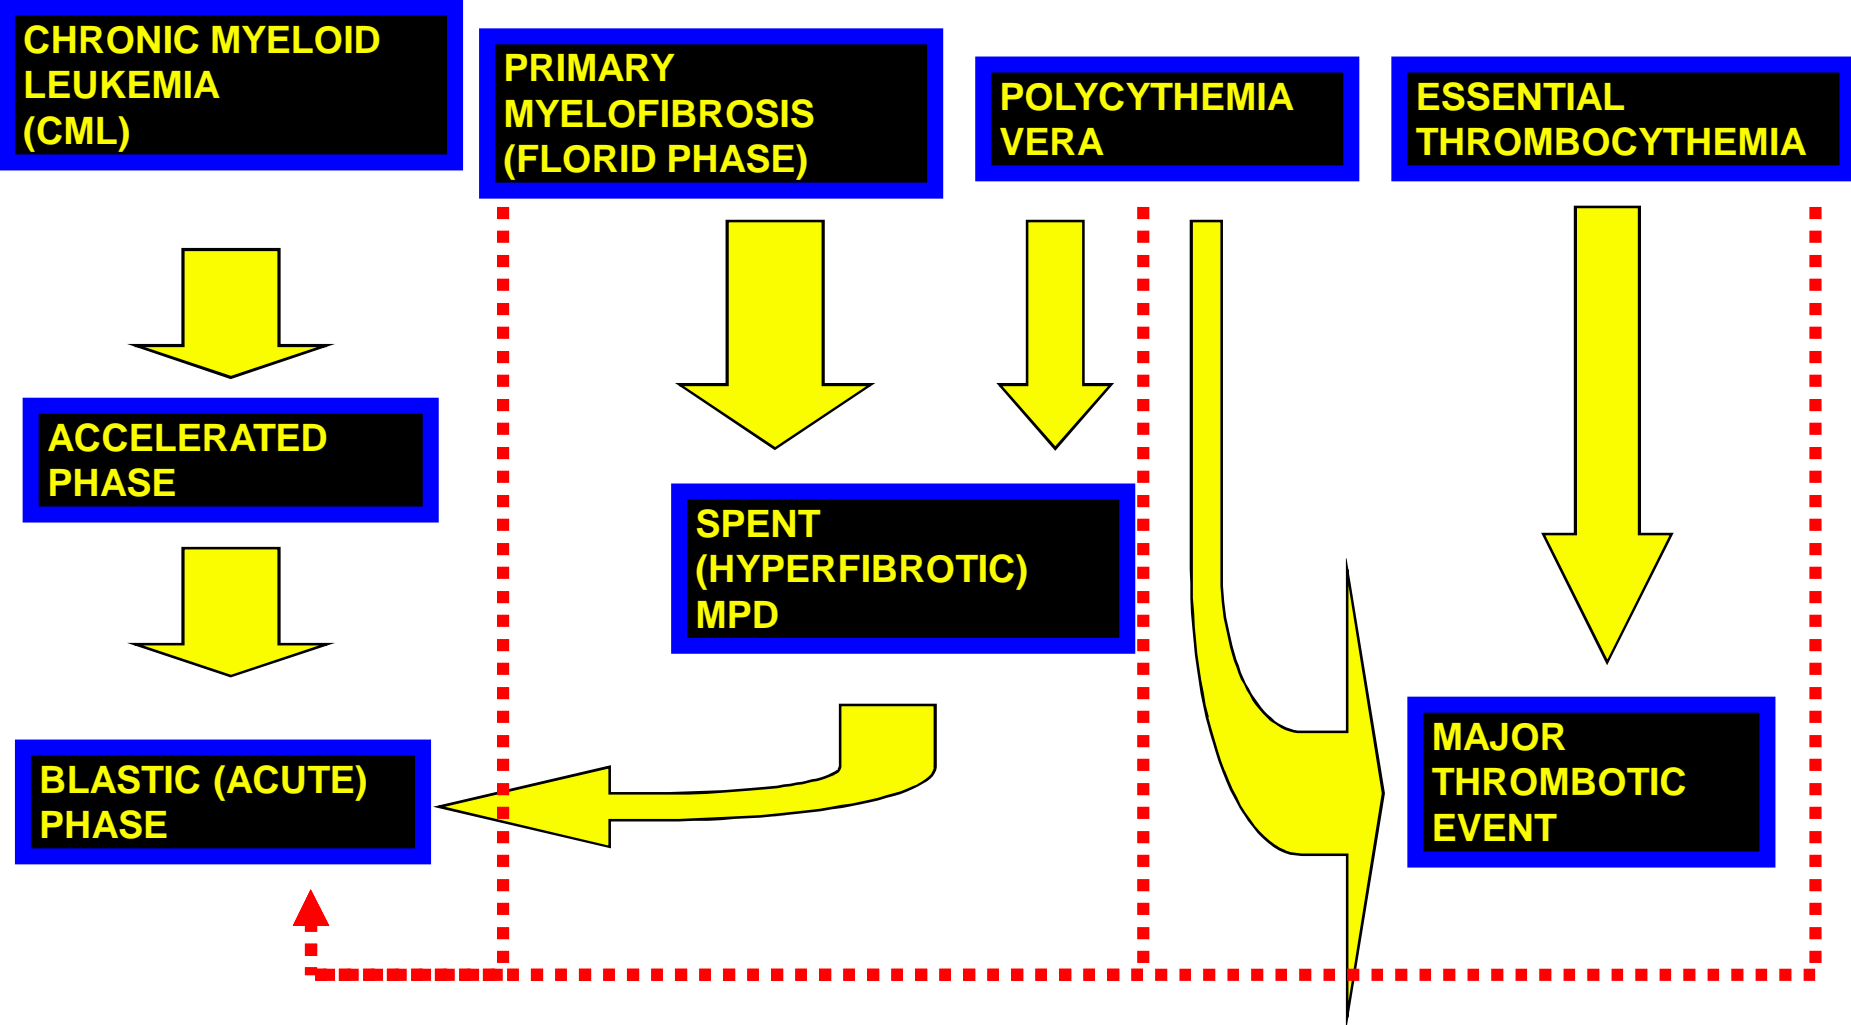 CHRONIC MYELOID
LEUKEMIA
(CML)
PRIMARY
MYELOFIBROSIS
(FLORID PHASE)
POLYCYTHEMIA
VERA
ESSENTIAL
THROMBOCYTHEMIA
ACCELERATED
PHASE
SPENT
(HYPERFIBROTIC)
MPD
BLASTIC (ACUTE)
PHASE
MAJOR
THROMBOTIC
EVENT